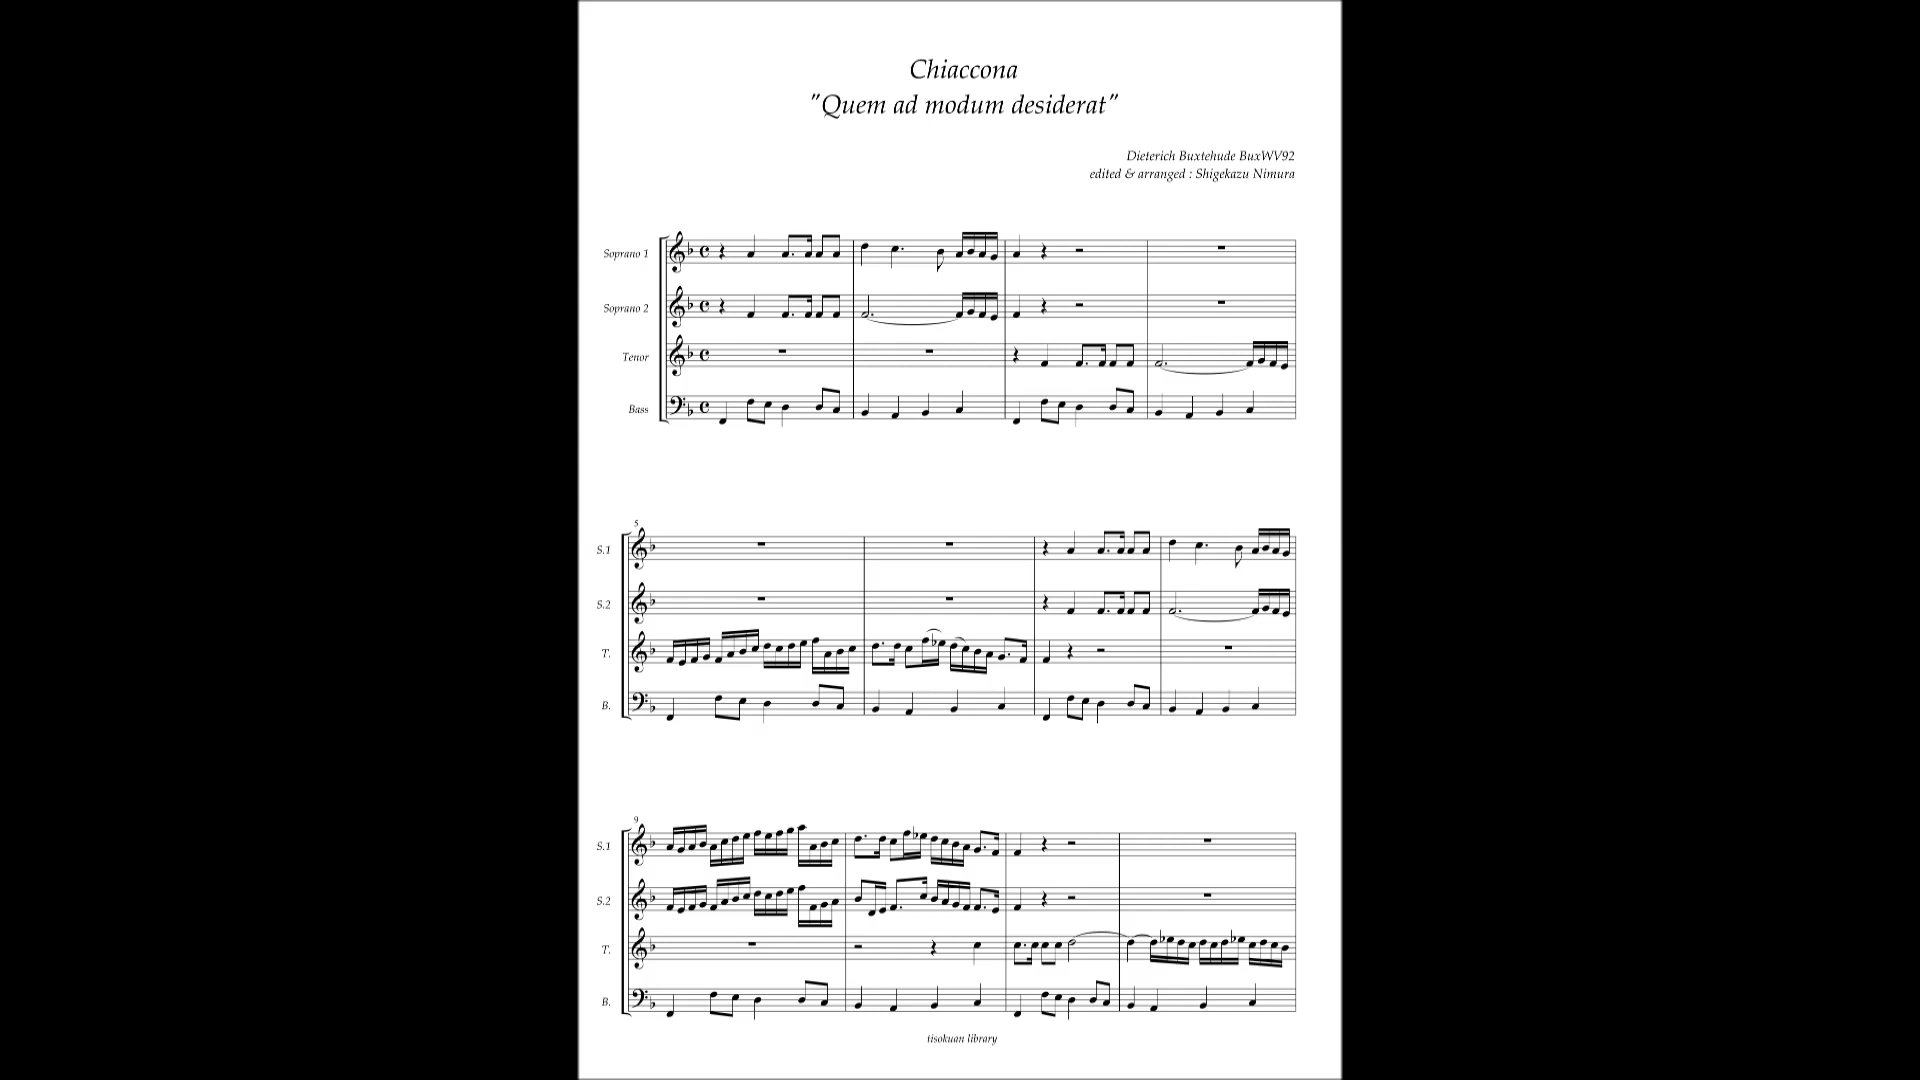 Chiaccona
"Quem ad modum desiderat"
Dieterich Buxtehude BuxWV92
edited & arranged : Shigekazu Nimura
Soprano 1
Soprano 2
Tenor
Bass
5
S.1
S.2
T.
B.
9
S.1
S.2
T.
B.
tisokuan library